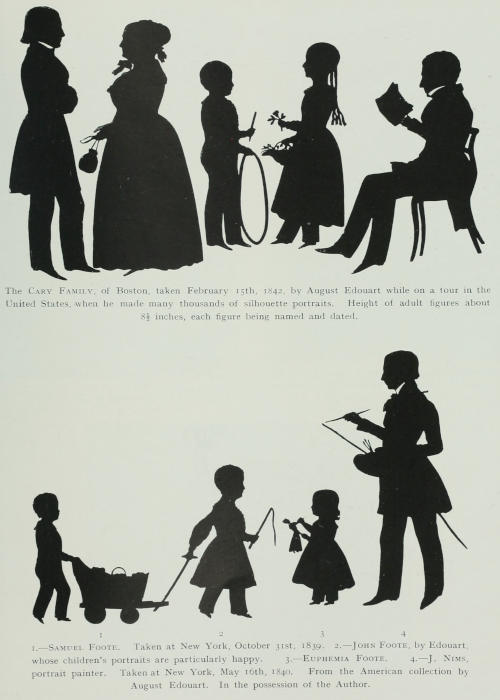 The CARY FAMILY, of Boston, taken February 15th, 1842, by August Edouart while on a tour in the
United States, when he made many thousands of silhouette portraits. Height of adult figures about
8½ inches, each figure being named and dated.
1 2 3 4
1.—SAMUEL FOOTE. Taken at New York, October 31st, 1839. 2.—JOHN FOOTE, by Edouart,
whose children's portraits are particularly happy. 3.—EUPHEMIA FOOTE. 4.—J. NIMS,
portrait painter. Taken at New York, May 16th, 1840. From the American collection by
August Edouart. In the possession of the Author.